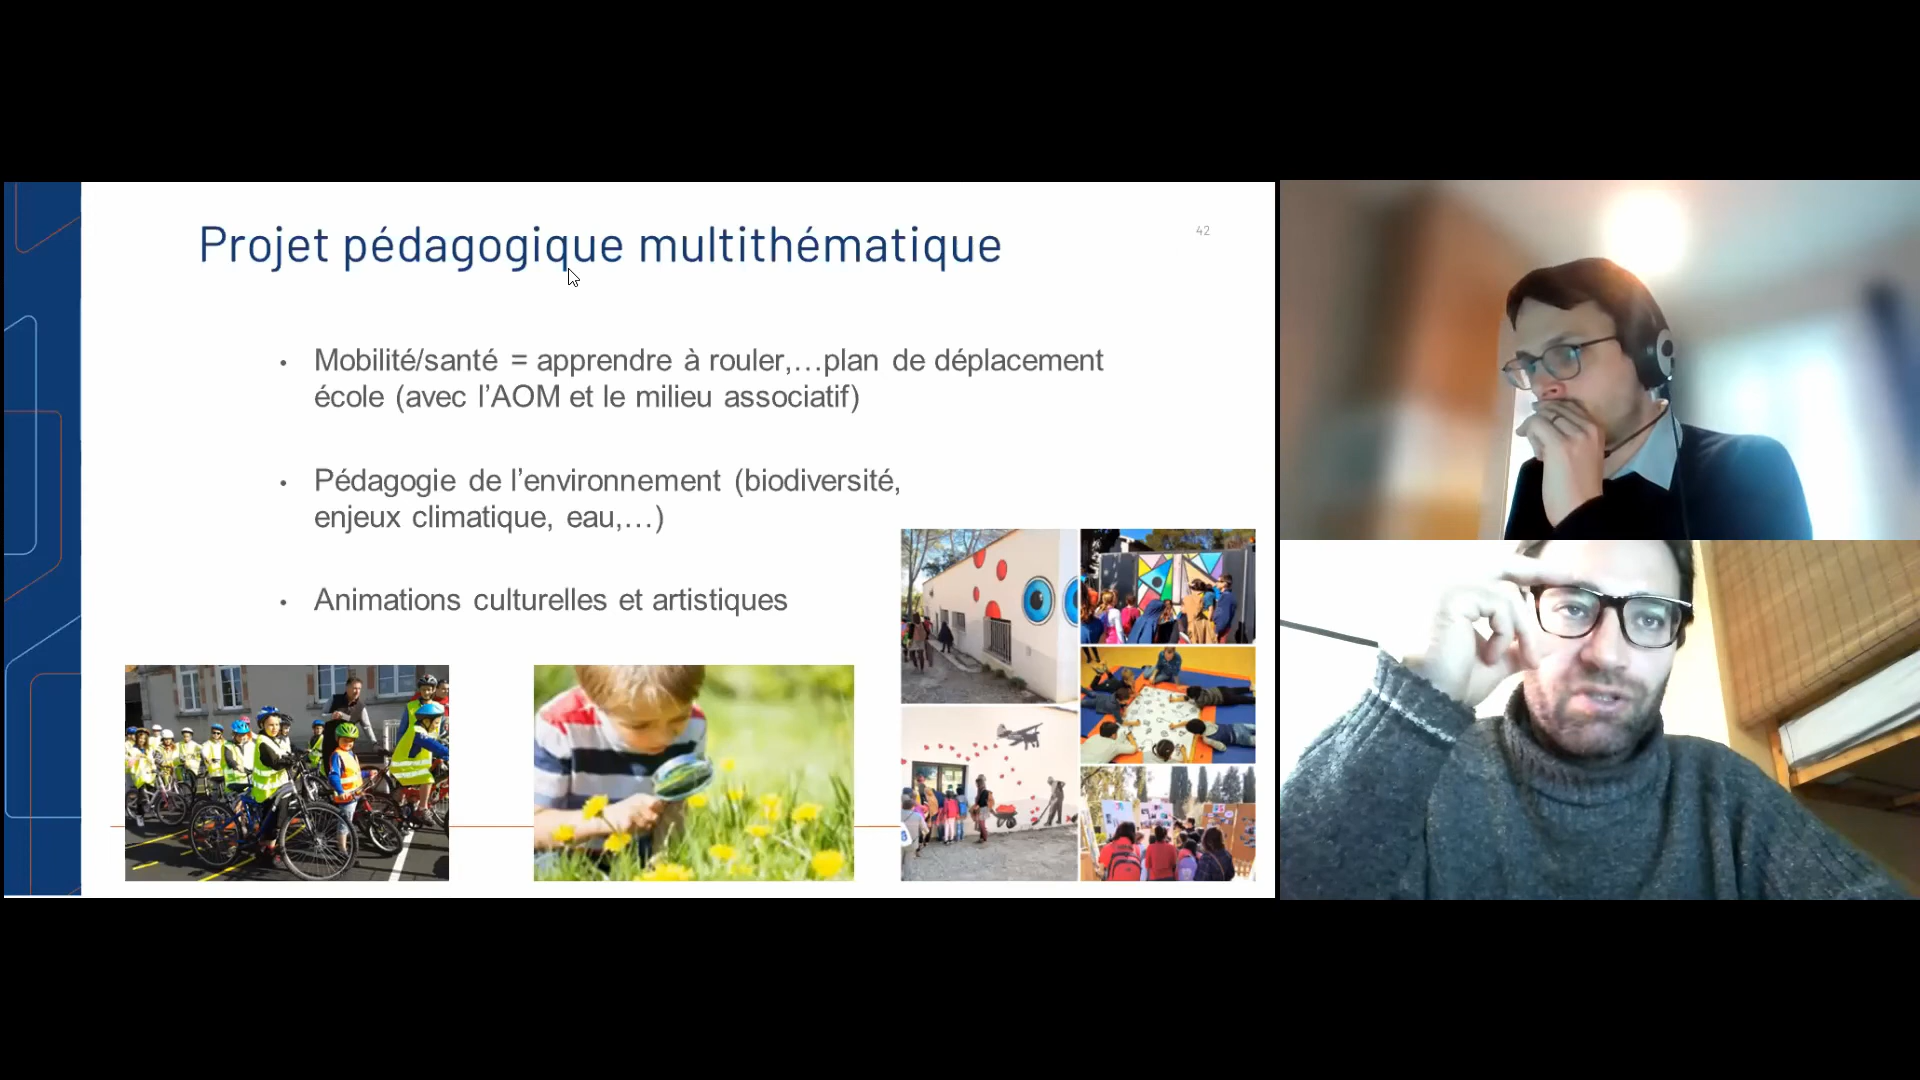 Projet pédagogique multithématique
42
• Mobilité/santé = apprendre à rouler,…plan de déplacement
école (avec l’AOM et le milieu associatif)
• Pédagogie de l’environnement (biodiversité,
enjeux climatique, eau,…)
• Animations culturelles et artistiques